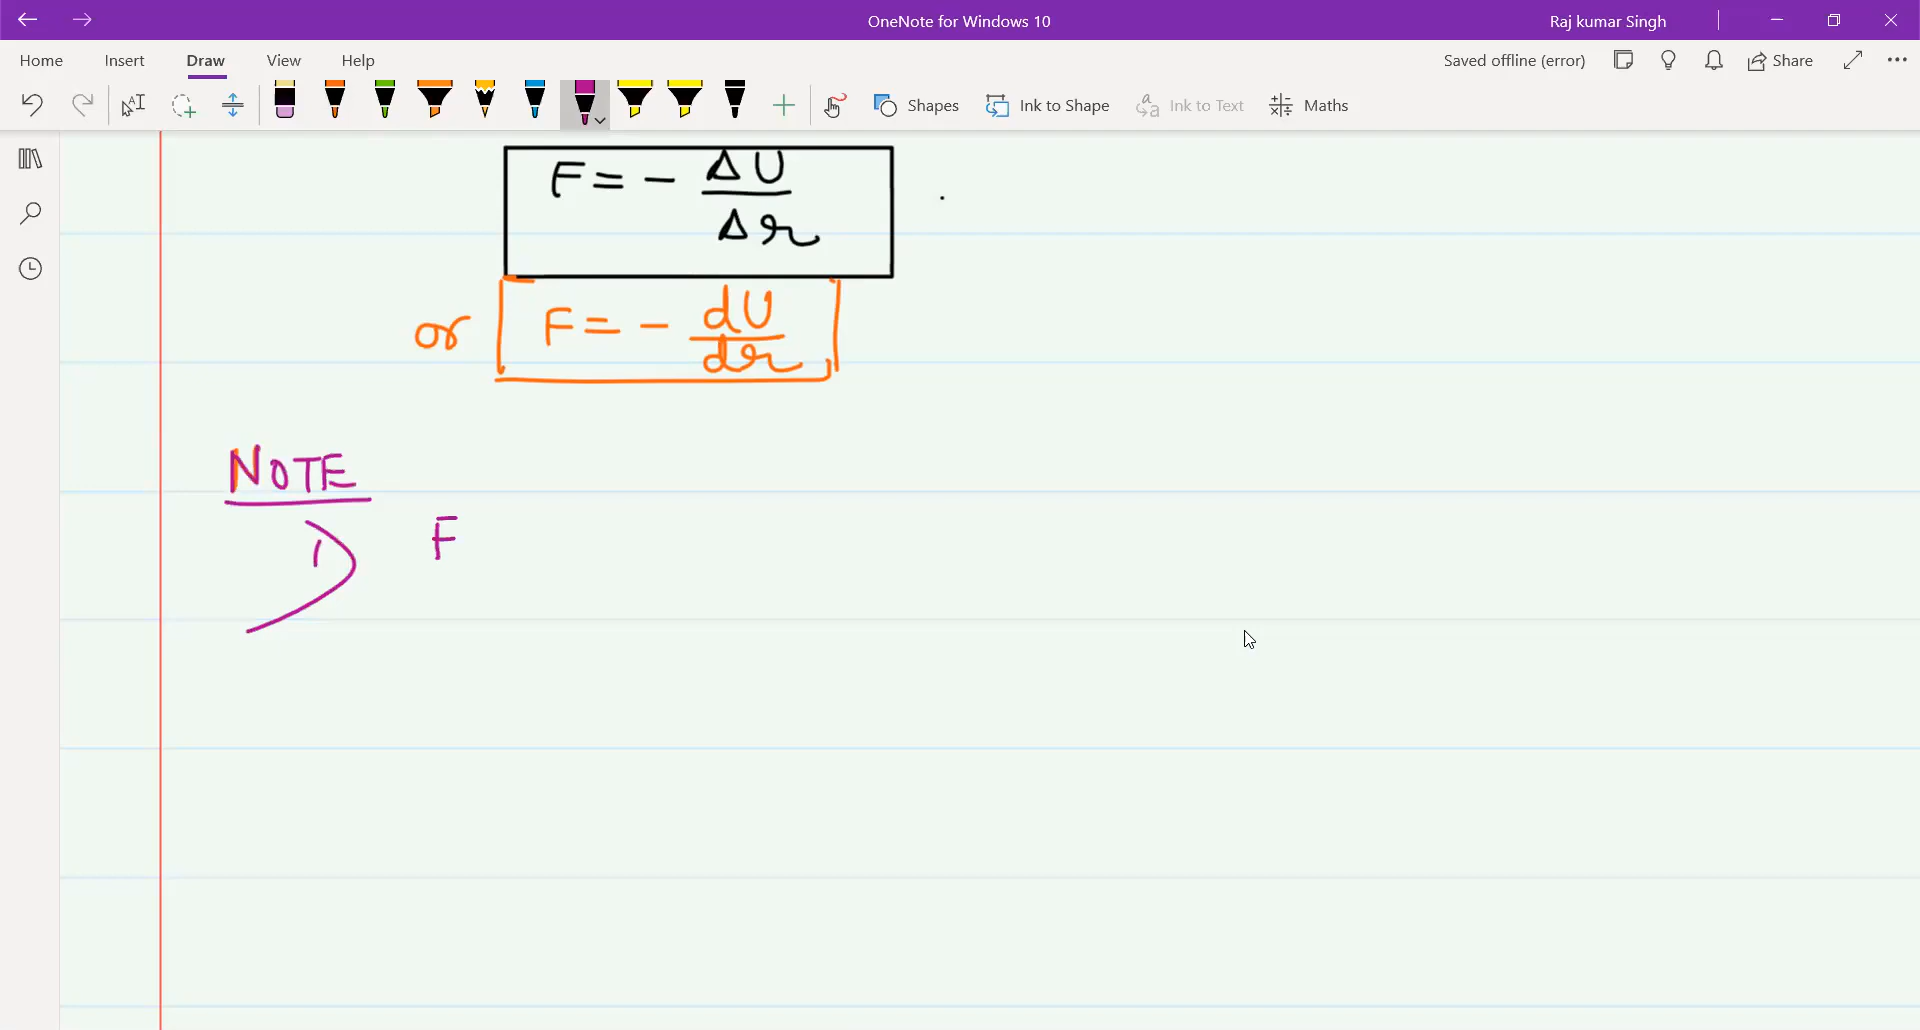 OneNote for Windows 10 Raj kumar Singh
Home Insert Draw View Help Saved offline (error) Share
Shapes Ink to Shape Ink to Text Maths
F = - ΔU/Δr
or F = - dU/dr
NOTE
1) F